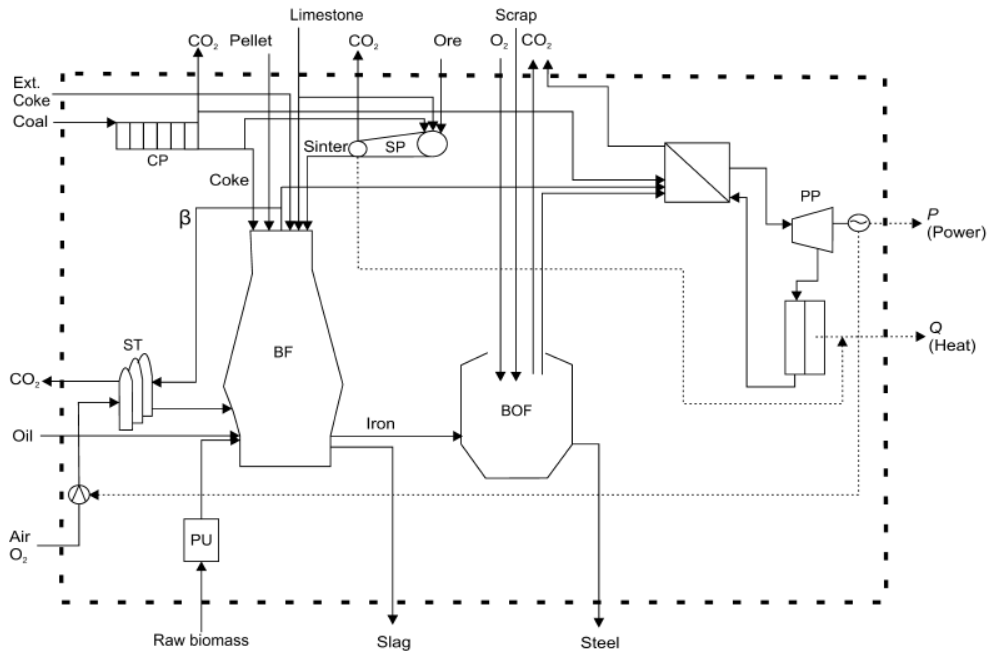 Limestone
Scrap
CO₂
Pellet
CO₂
Ore
O₂
CO₂
Ext.
Coke
Coal
CP
Sinter
SP
Coke
PP
P
(Power)
β
BF
Q
(Heat)
ST
CO₂
BOF
Iron
Oil
Air
O₂
PU
Raw biomass
Slag
Steel